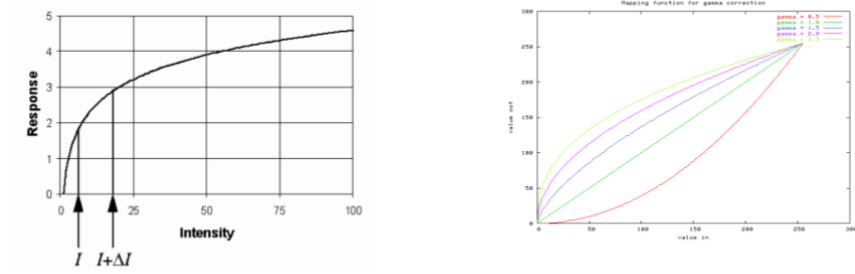 5
4
3
2
1
0
Response
0 25 50 75 100
Intensity
I I+ΔI
Mapping function for gamma correction
gamma = 0.5
gamma = 1.0
gamma = 1.5
gamma = 2.0
gamma = 2.5
300
250
200
150
100
50
0
value out
0 50 100 150 200 250 300
value in